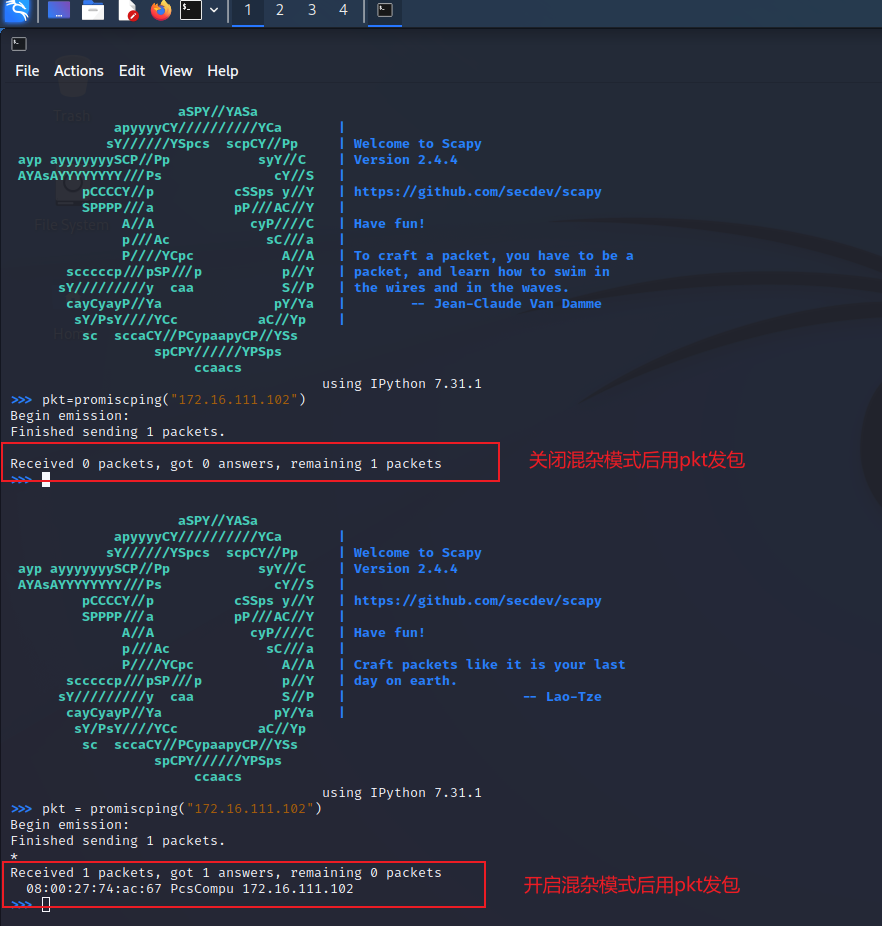 1 2 3 4
File Actions Edit View Help
Trash
File System
aSPY//YASa
apyyyyCY//////////YCa |
sY//////YSpcs scpCY//Pp | Welcome to Scapy
ayp ayyyyyyySCP//Pp syY//C | Version 2.4.4
AYAsAYYYYYYYY///Ps cY//S |
pCCCCY//p cSSps y//Y | https://github.com/secdev/scapy
SPPPP///a pP///AC//Y |
A//A cyP////C | Have fun!
p///Ac sC///a |
P////YCpc A//A | To craft a packet, you have to be a
scccccp///pSP///p p//Y | packet, and learn how to swim in
sY/////////y caa S//P | the wires and in the waves.
cayCyayP//Ya pY/Ya | -- Jean-Claude Van Damme
sY/PsY////YCc aC//Yp |
sc sccaCY//PCypaapyCP//YSs
spCPY//////YPSps
ccaacs
using IPython 7.31.1
>>> pkt=promiscping("172.16.111.102")
Begin emission:
Finished sending 1 packets.
Received 0 packets, got 0 answers, remaining 1 packets
关闭混杂模式后用pkt发包
>>>
aSPY//YASa
apyyyyCY//////////YCa |
sY//////YSpcs scpCY//Pp | Welcome to Scapy
ayp ayyyyyyySCP//Pp syY//C | Version 2.4.4
AYAsAYYYYYYYY///Ps cY//S |
pCCCCY//p cSSps y//Y | https://github.com/secdev/scapy
SPPPP///a pP///AC//Y |
A//A cyP////C | Have fun!
p///Ac sC///a |
P////YCpc A//A | Craft packets like it is your last
scccccp///pSP///p p//Y | day on earth.
sY/////////y caa S//P | -- Lao-Tze
cayCyayP//Ya pY/Ya |
sY/PsY////YCc aC//Yp
sc sccaCY//PCypaapyCP//YSs
spCPY//////YPSps
ccaacs
using IPython 7.31.1
>>> pkt = promiscping("172.16.111.102")
Begin emission:
Finished sending 1 packets.
*
Received 1 packets, got 1 answers, remaining 0 packets
08:00:27:74:ac:67 PcsCompu 172.16.111.102
开启混杂模式后用pkt发包
>>>